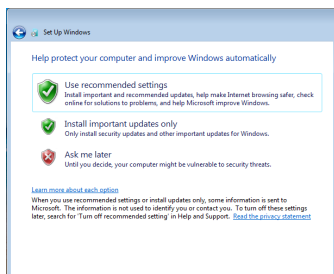 Set Up Windows
Help protect your computer and improve Windows automatically
Use recommended settings
Install important and recommended updates, help make Internet browsing safer, check
online for solutions to problems, and help Microsoft improve Windows.
Install important updates only
Only install security updates and other important updates for Windows.
Ask me later
Until you decide, your computer might be vulnerable to security threats.
Learn more about each option
When you use recommended settings or install updates only, some information is sent to
Microsoft. The information is not used to identify you or contact you. To turn off these settings
later, search for 'Turn off recommended setting' in Help and Support. Read the privacy statement